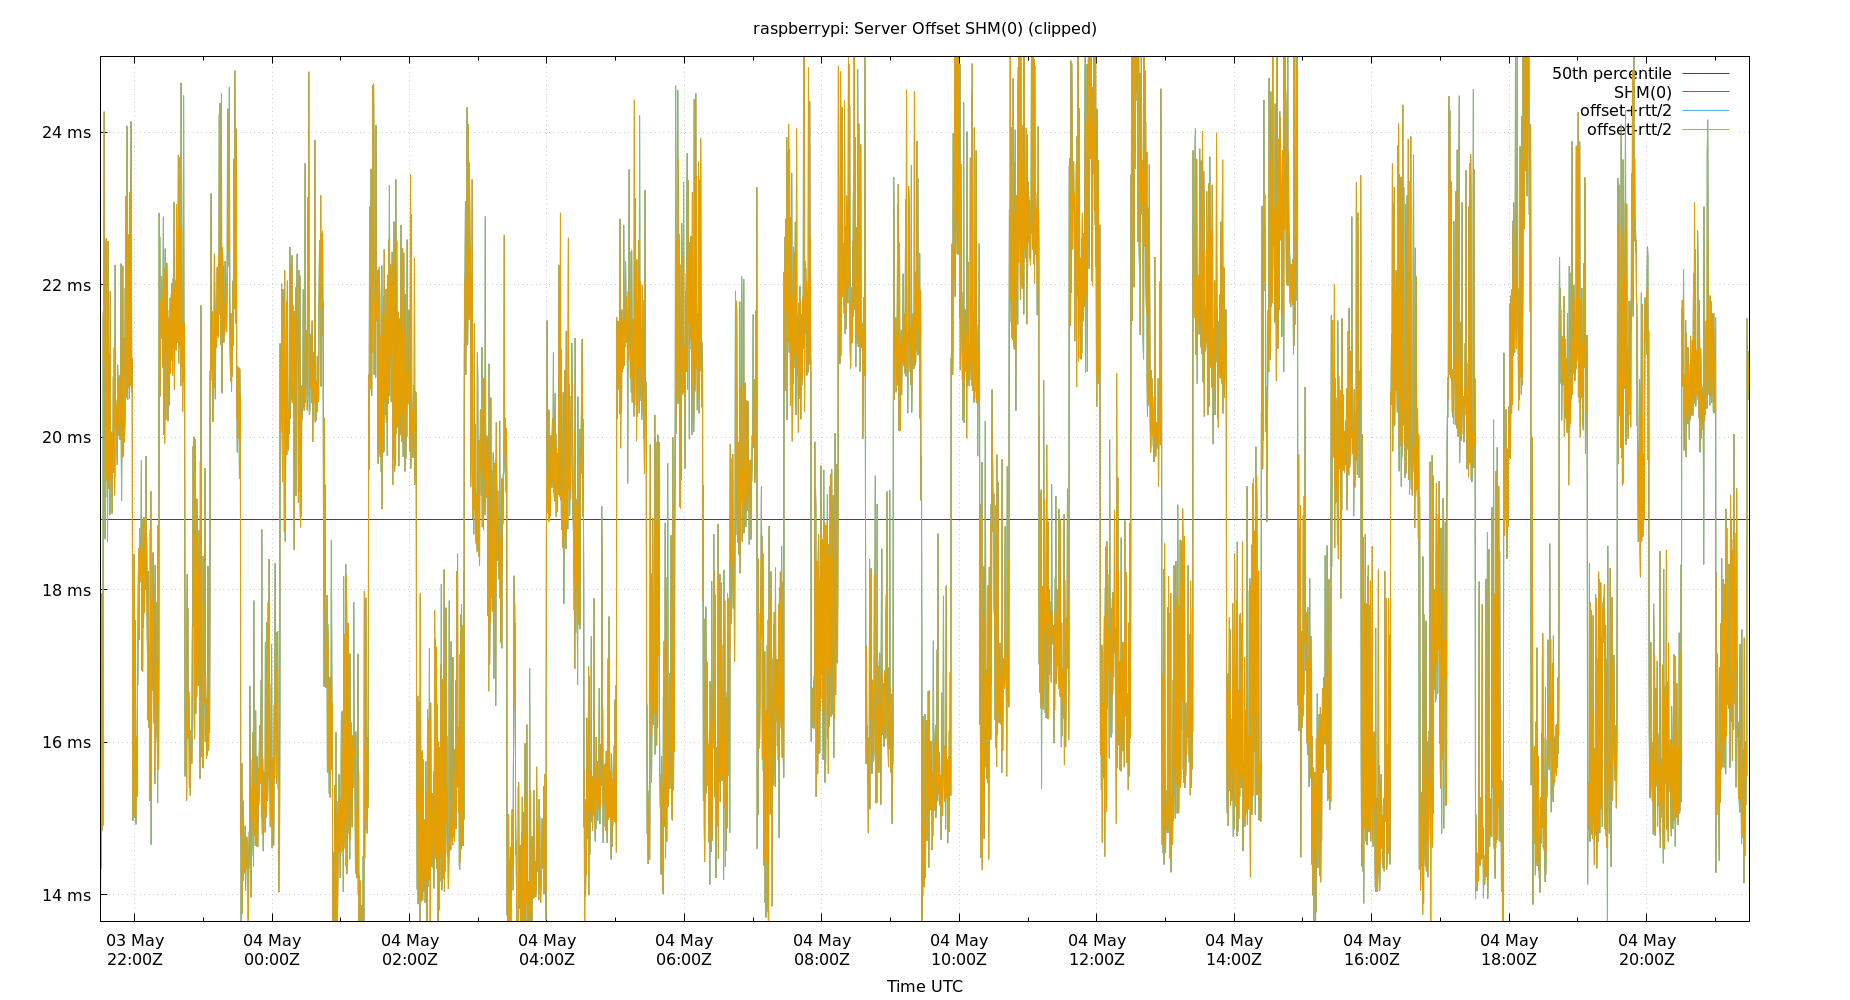 raspberrypi: Server Offset SHM(0) (clipped)
50th percentile
SHM(0)
offset+rtt/2
offset-rtt/2
24 ms
22 ms
20 ms
18 ms
16 ms
14 ms
03 May 04 May 04 May 04 May 04 May 04 May 04 May 04 May 04 May 04 May 04 May 04 May
22:00Z 00:00Z 02:00Z 04:00Z 06:00Z 08:00Z 10:00Z 12:00Z 14:00Z 16:00Z 18:00Z 20:00Z
Time UTC